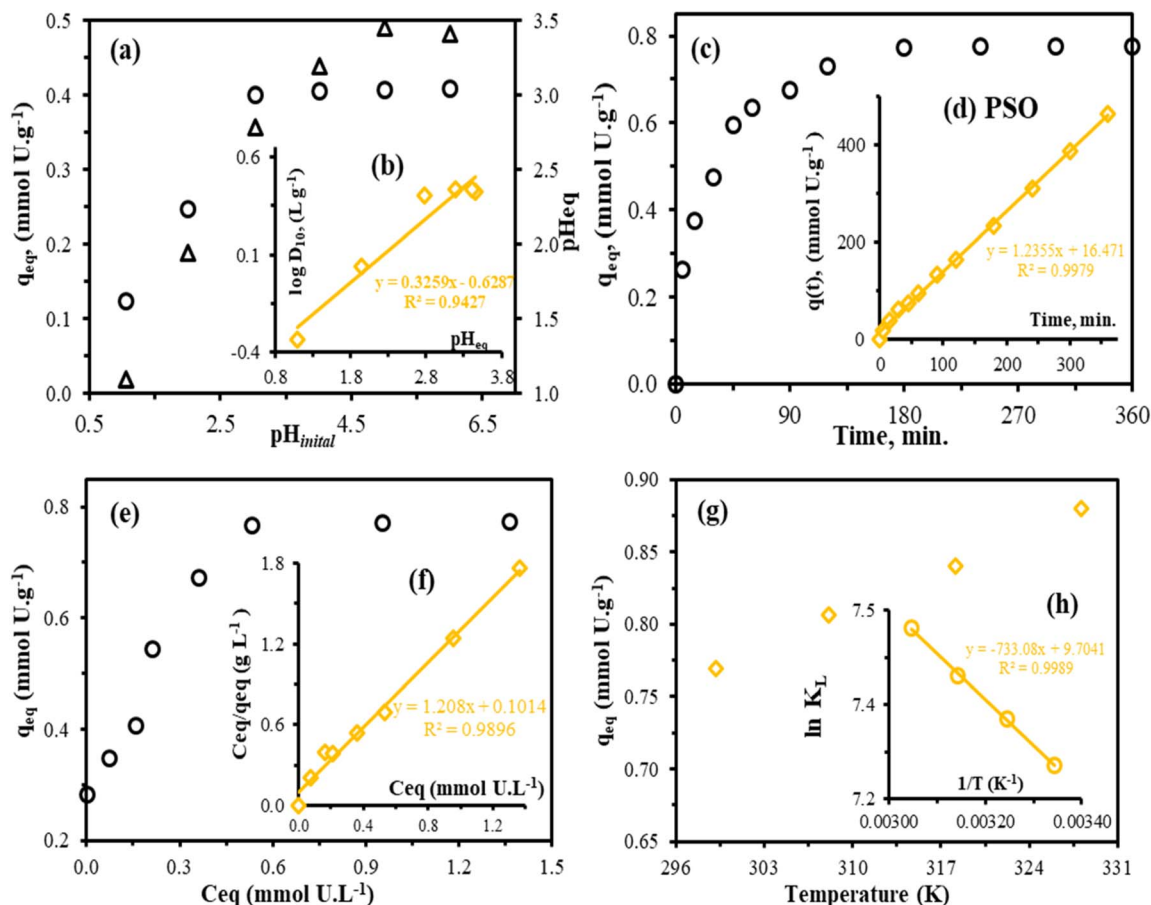 (a)
q_eq, (mmol U.g⁻¹)
0.5
0.4
0.3
0.2
0.1
0.0
0.5
2.5
4.5
6.5
pH_inital
3.5
3.0
2.5
2.0
1.5
1.0
pHeq
(b)
log D₁₀, (L g⁻¹)
0.6
0.1
-0.4
y = 0.3259x - 0.6287
R² = 0.9427
pH_eq
0.8
1.8
2.8
3.8
(c)
q_eq, (mmol U.g⁻¹)
0.8
0.6
0.4
0.2
0.0
0
90
180
270
360
Time, min.
(d) PSO
q(t), (mmol U.g⁻¹)
400
200
0
y = 1.2355x + 16.471
R² = 0.9979
Time, min.
0
100
200
300
(e)
q_eq (mmol U.g⁻¹)
0.8
0.6
0.4
0.2
0.0
0.3
0.6
0.9
1.2
1.5
Ceq (mmol U.L⁻¹)
(f)
Ceq/qeq (g L⁻¹)
1.8
1.2
0.6
0.0
y = 1.208x + 0.1014
R² = 0.9896
Ceq (mmol U.L⁻¹)
0.0
0.4
0.8
1.2
(g)
q_eq (mmol U.g⁻¹)
0.90
0.85
0.80
0.75
0.70
0.65
296
303
310
317
324
331
Temperature (K)
(h)
ln K_L
7.5
7.4
7.2
y = -733.08x + 9.7041
R² = 0.9989
1/T (K⁻¹)
0.00300
0.00320
0.00340